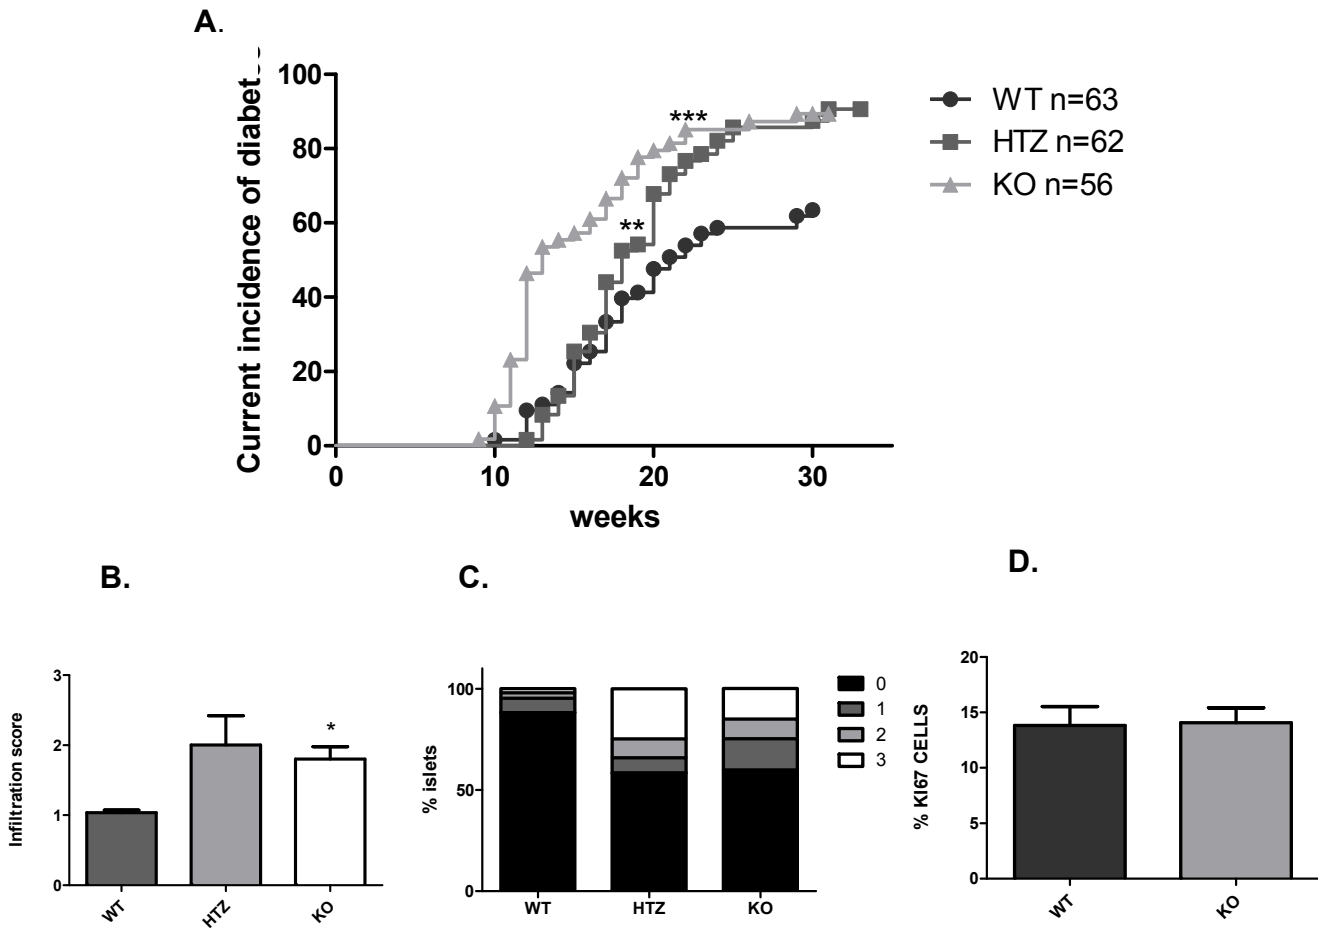 A.
Current incidence of diabet
100
80
60
40
20
0
0 10 20 30
weeks
***
**
WT n=63
HTZ n=62
KO n=56
B.
Infiltration score
3
2
1
0
*
WT HTZ KO
C.
% islets
100
50
0
WT HTZ KO
0
1
2
3
D.
% KI67 CELLS
20
15
10
5
0
WT KO